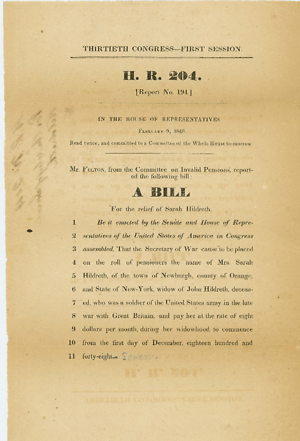 THIRTIETH CONGRESS—FIRST SESSION
H. R. 204.
[Report No. 194.]
IN THE HOUSE OF REPRESENTATIVES
FEBRUARY 9, 1848.
Read twice, and committed to a Committee of the Whole House to-morrow
Mr. FULTON, from the Committee on Invalid Pensions, report-
ed the following bill
A BILL
For the relief of Sarah Hildreth.
1 Be it enacted by the Senate and House of Repre-
2 sentatives of the United States of America in Congress
3 assembled, That the Secretary of War cause to be placed
4 on the roll of pensioners the name of Mrs. Sarah
5 Hildreth, of the town of Newburgh, county of Orange,
6 and State of New-York, widow of John Hildreth, deceas-
7 ed, who was a soldier of the United States army in the late
8 war with Great Britain, and pay her at the rate of eight
9 dollars per month, during her widowhood to commence
10 from the first day of December, eighteen hundred and
11 forty-eight